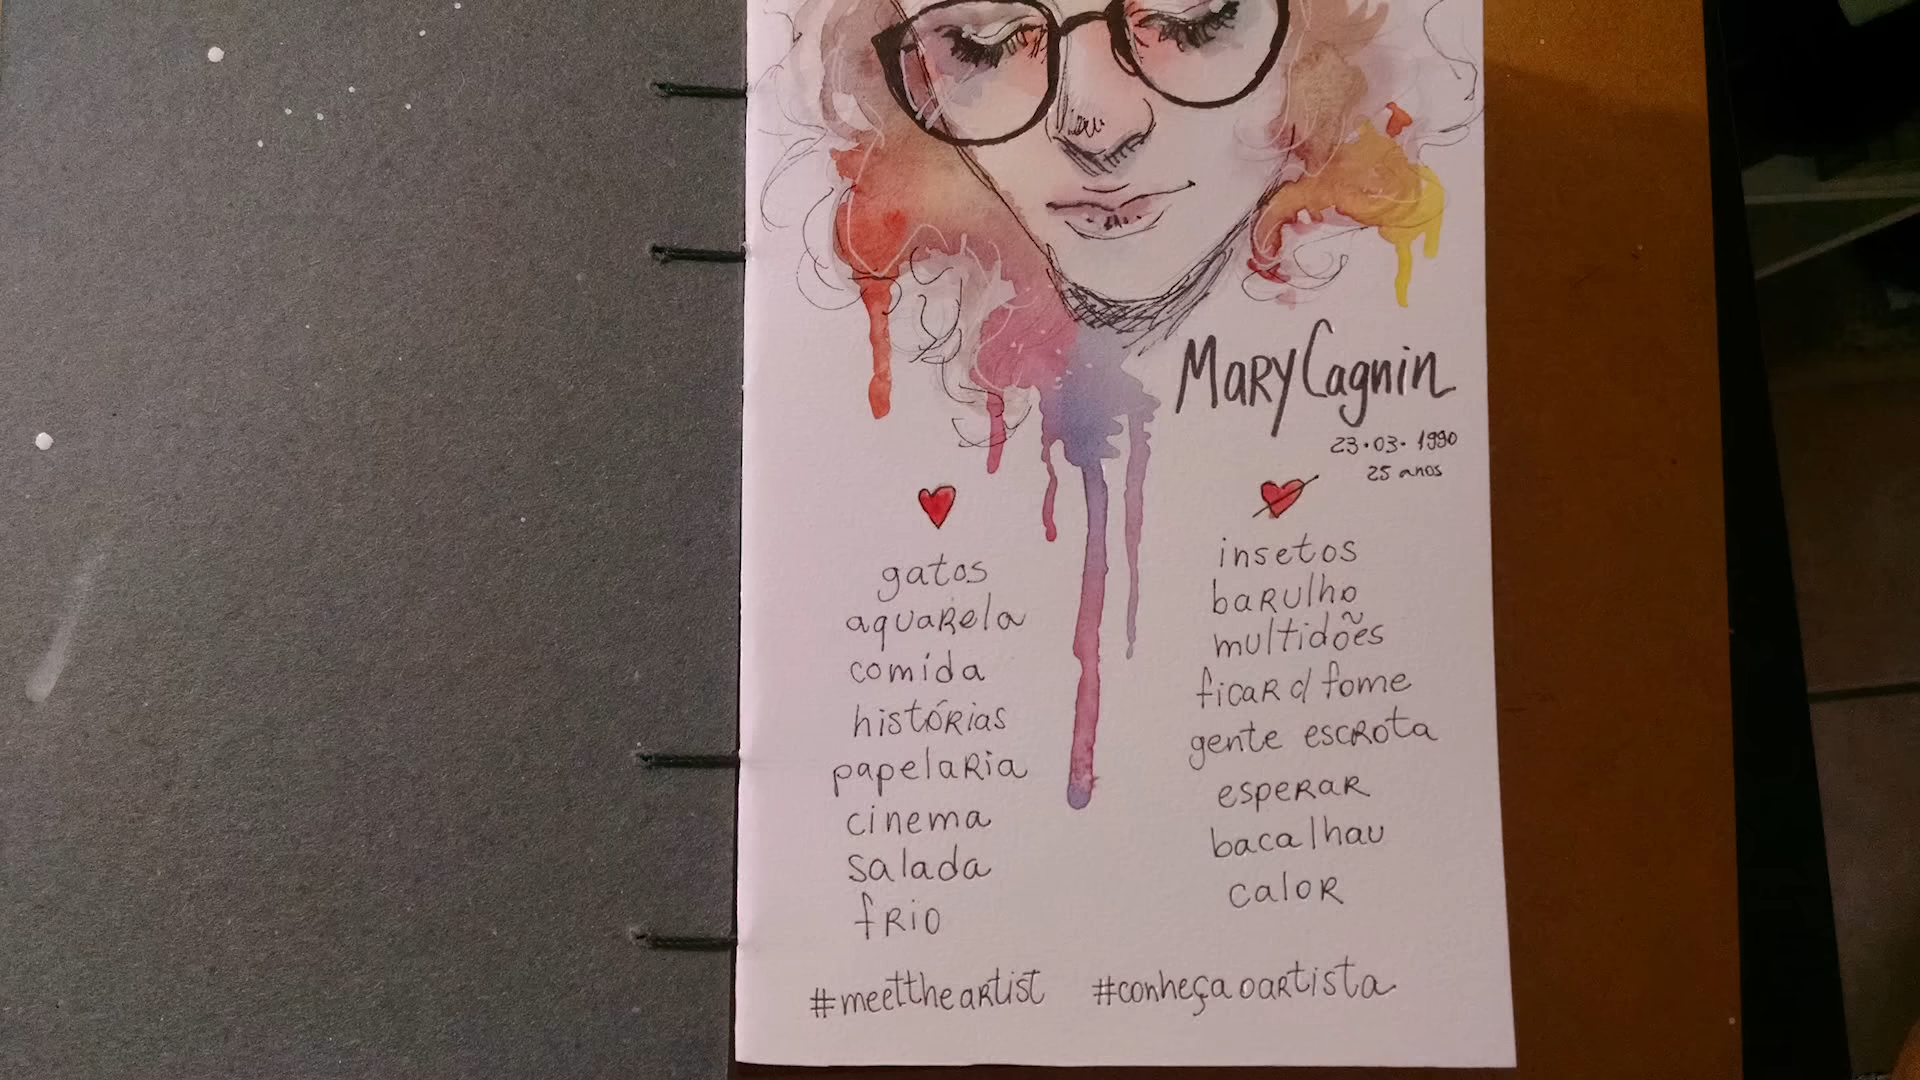 Mary Cagnin
23·03·1990
25 anos
gatos
aquarela
comida
histórias
papelaria
cinema
salada
frio
insetos
barulho
multidões
ficar c/ fome
gente escrota
esperar
bacalhau
calor
#meettheartist #conheçaoartista